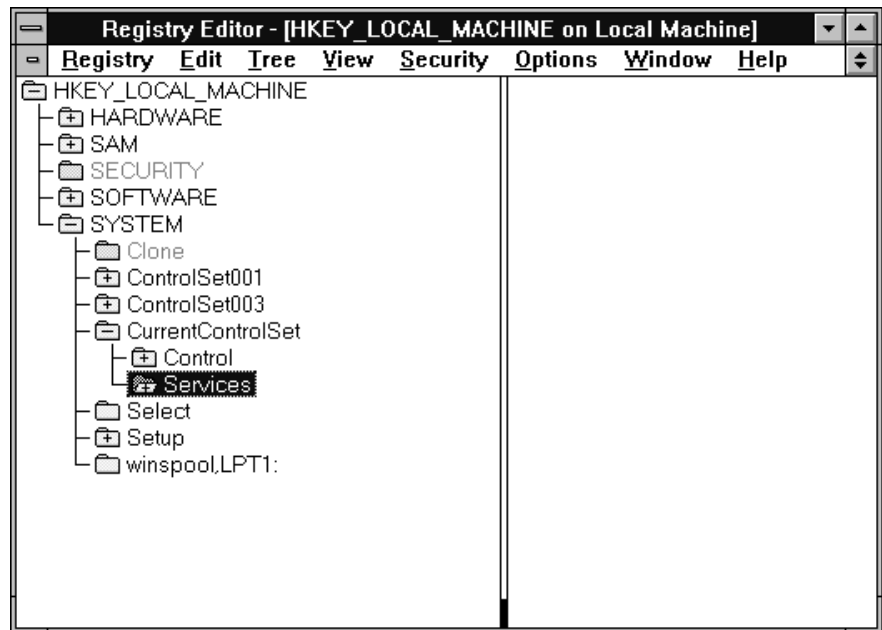 Registry Editor - [HKEY_LOCAL_MACHINE on Local Machine]
Registry Edit Tree View Security Options Window Help
HKEY_LOCAL_MACHINE
HARDWARE
SAM
SECURITY
SOFTWARE
SYSTEM
Clone
ControlSet001
ControlSet003
CurrentControlSet
Control
Services
Select
Setup
winspool,LPT1: